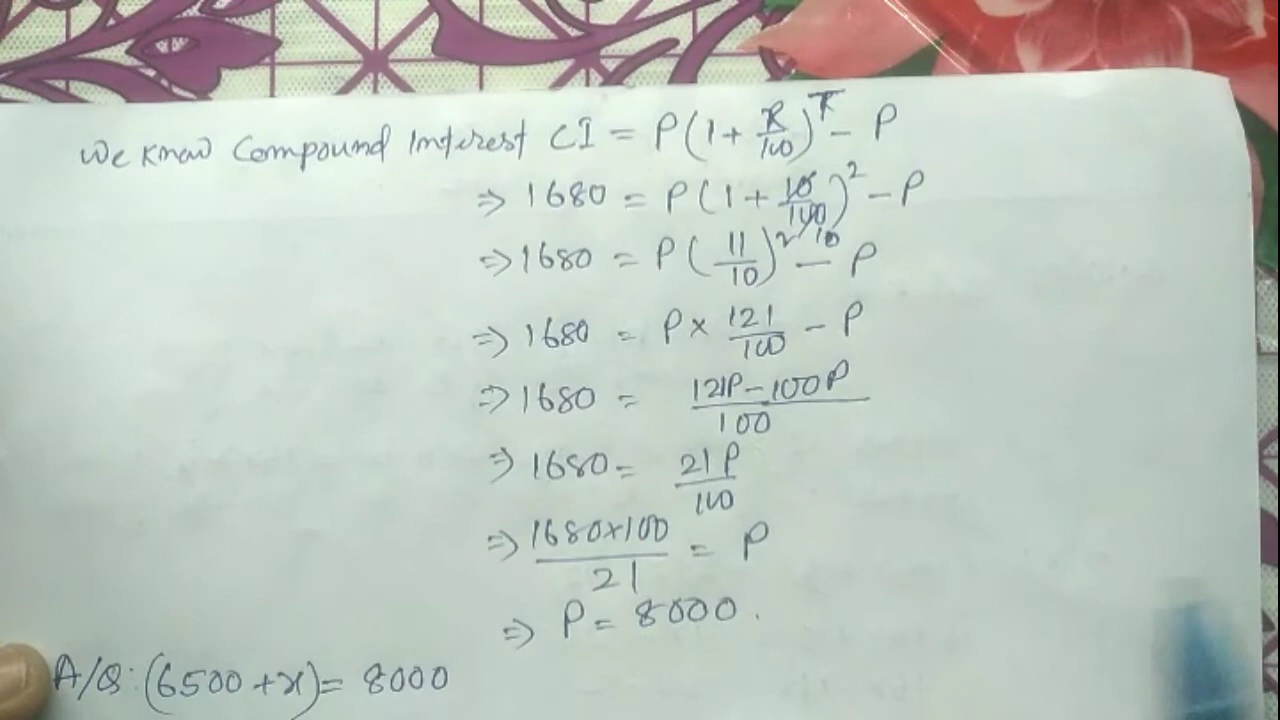 We know Compound Interest CI = P(1 + R/100)^T - P
⇒ 1680 = P(1 + 10/100)^2 - P
10
⇒ 1680 = P(11/10)^2 - P
⇒ 1680 = P × 121/100 - P
⇒ 1680 = 121P - 100P/100
⇒ 1680 = 21P/100
⇒ 1680×100/21 = P
⇒ P = 8000.
A/Q: (6500 + x) = 8000